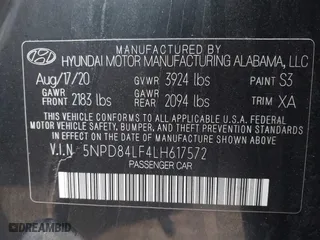 MANUFACTURED BY
HYUNDAI MOTOR MANUFACTURING ALABAMA, LLC
Aug/17/20 GVWR 3924 lbs PAINT S3
GAWR FRONT 2183 lbs GAWR REAR 2094 lbs TRIM XA
THIS VEHICLE CONFORMS TO ALL APPLICABLE
U.S. FEDERAL MOTOR VEHICLE SAFETY, BUMPER,
AND THEFT PREVENTION STANDARDS IN EFFECT
ON THE DATE OF MANUFACTURE SHOWN ABOVE.
V.I.N 5NPD84LF4LH617572
PASSENGER CAR
DREAMBID